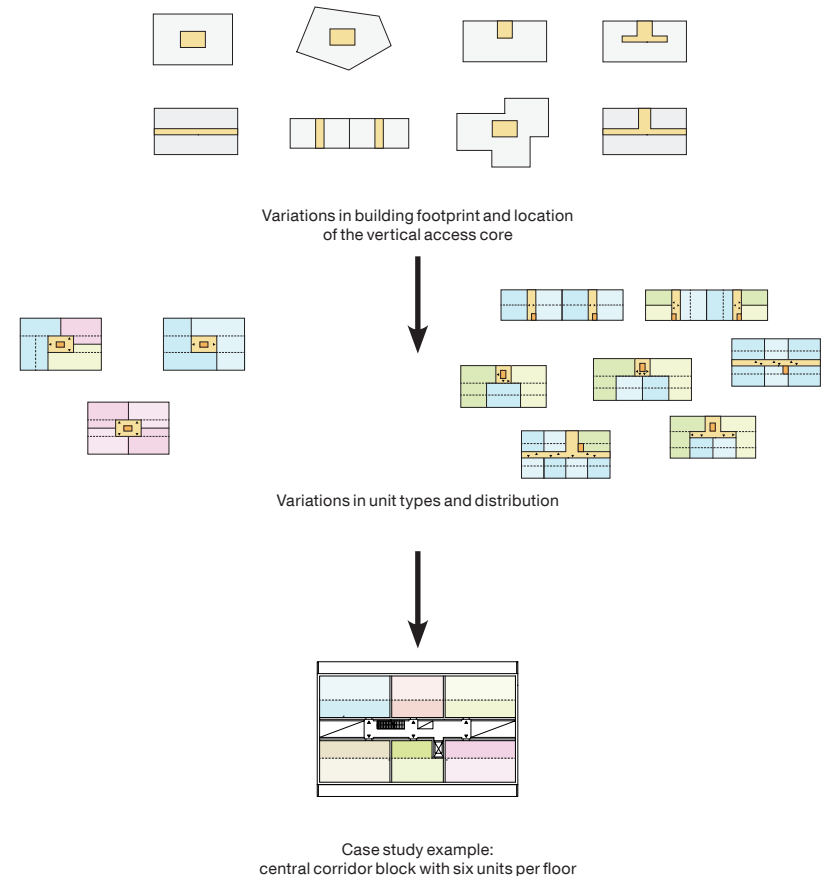 Variations in building footprint and location
of the vertical access core
Variations in unit types and distribution
Case study example:
central corridor block with six units per floor